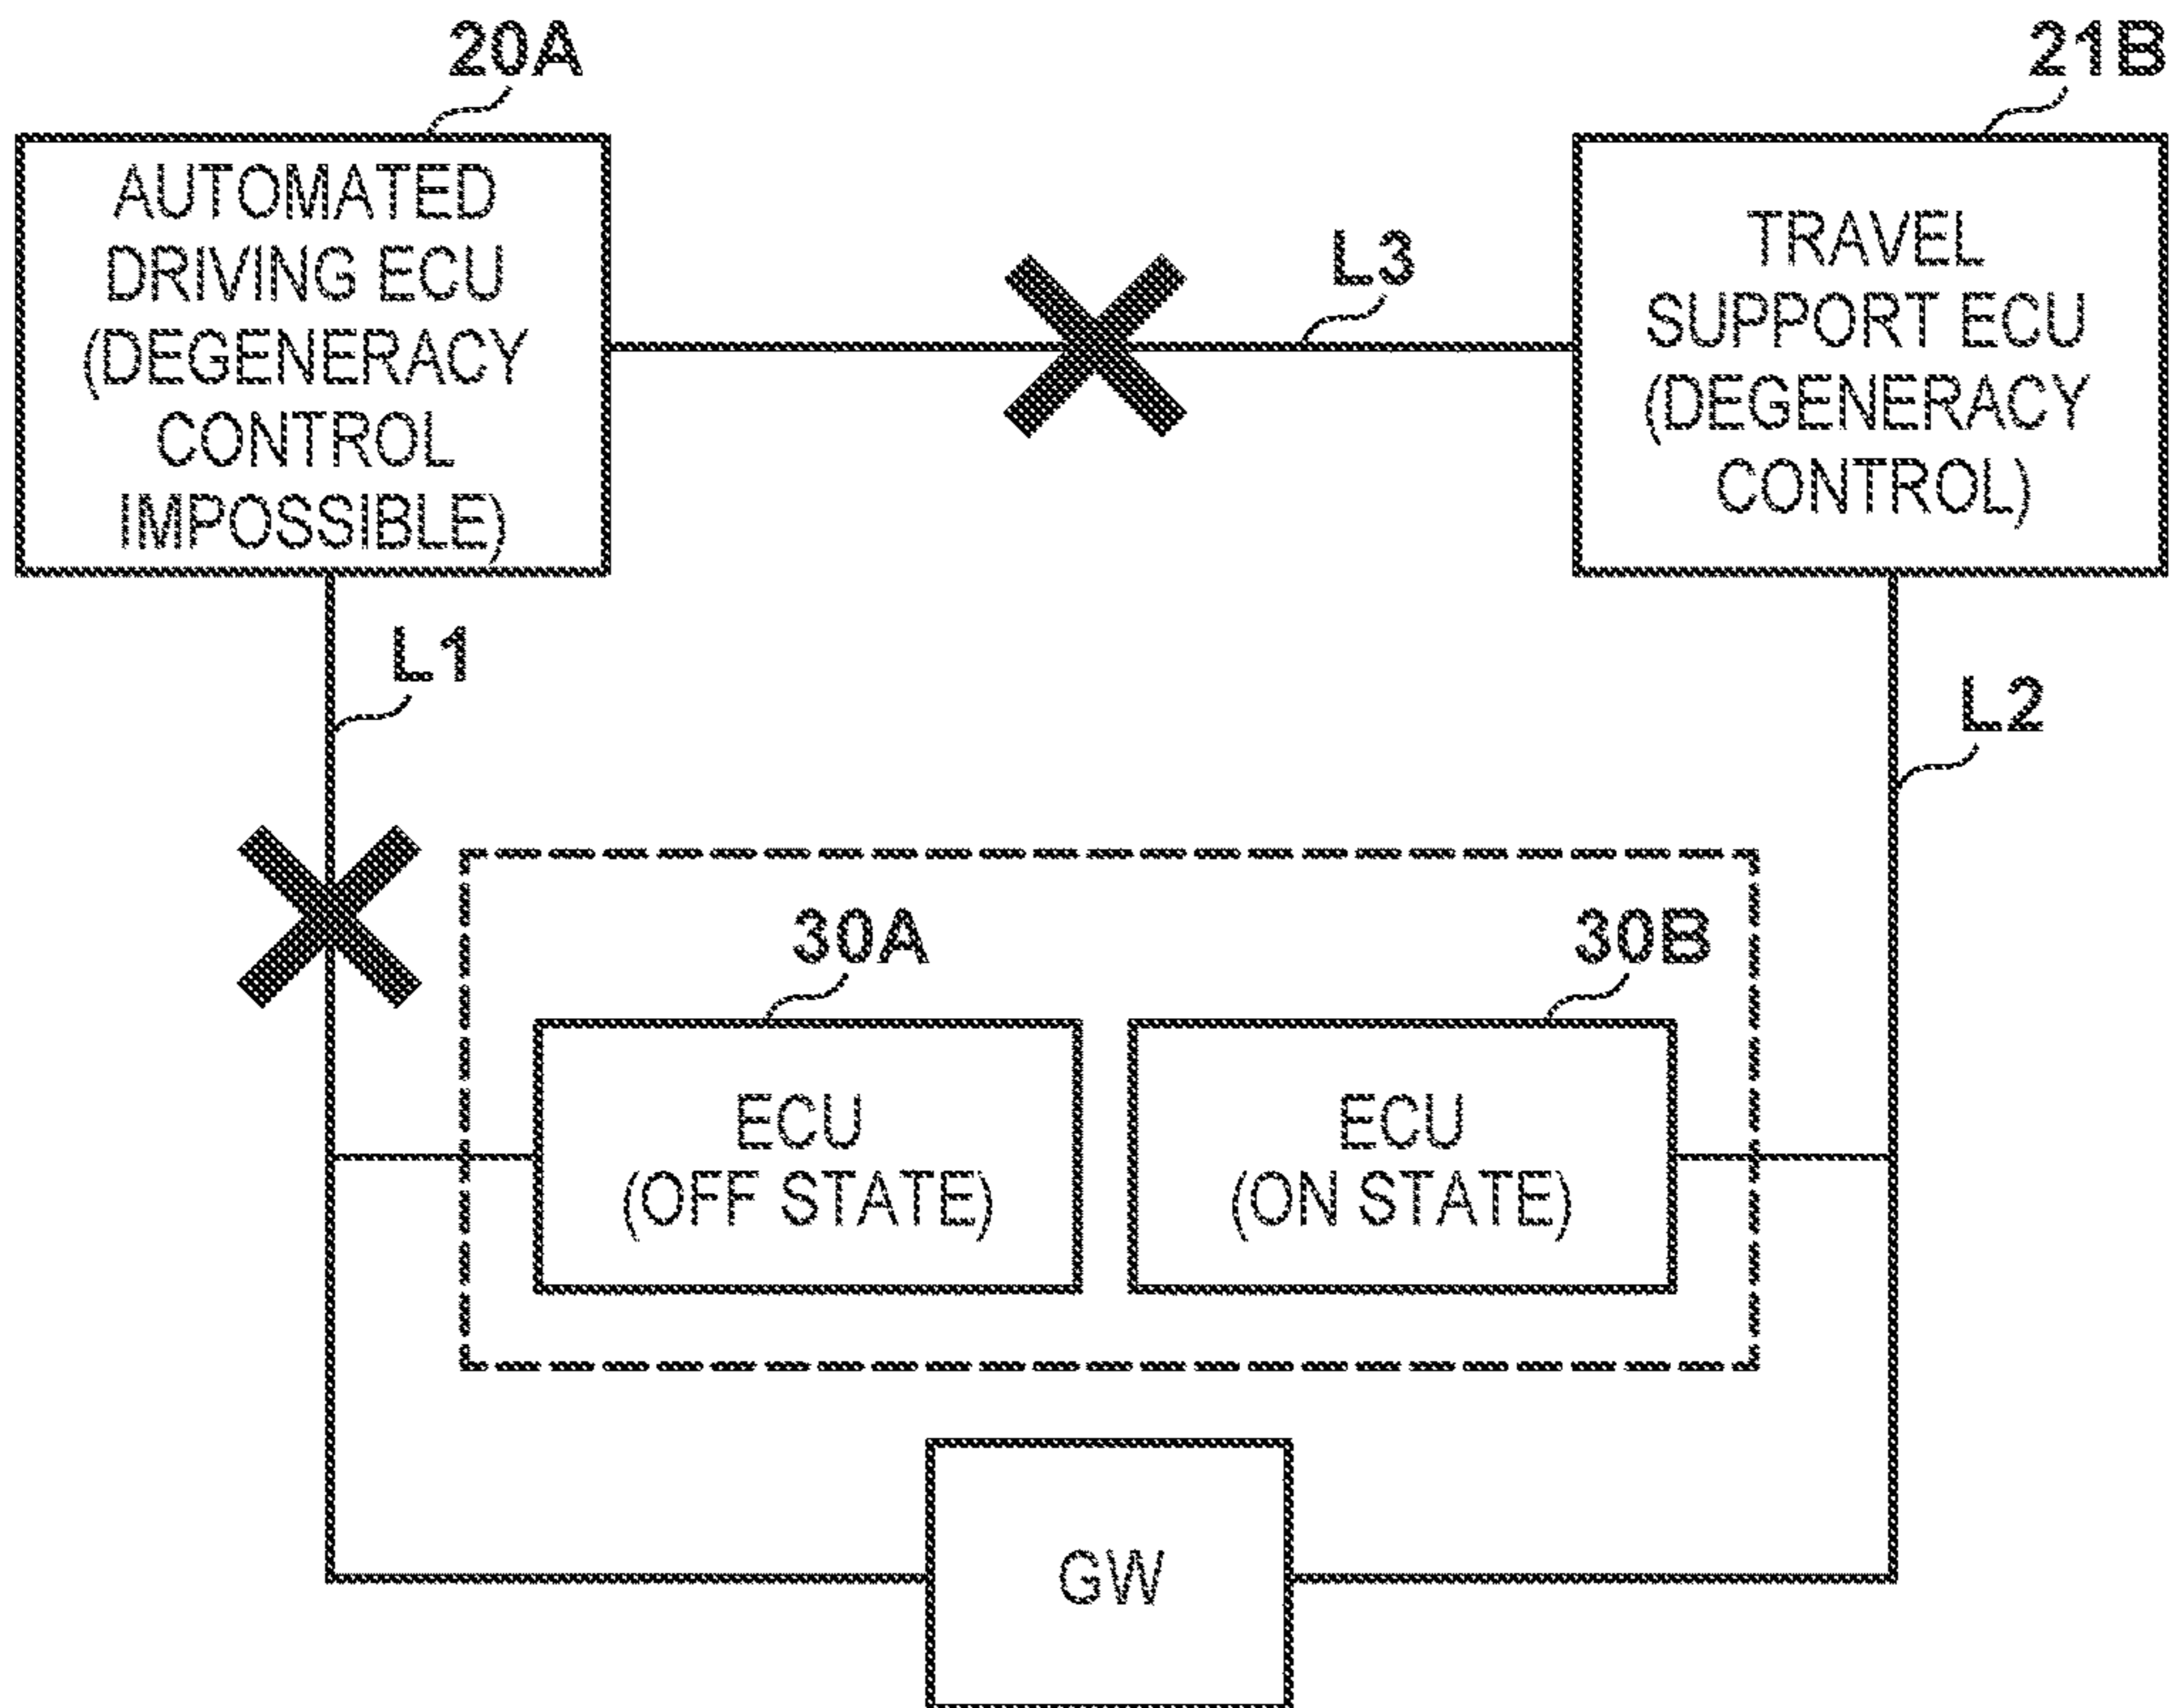 20A
21B
AUTOMATED
DRIVING ECU
(DEGENERACY
CONTROL
IMPOSSIBLE)
L3
TRAVEL
SUPPORT ECU
(DEGENERACY
CONTROL)
L1
L2
30A
30B
ECU
(OFF STATE)
ECU
(ON STATE)
GW